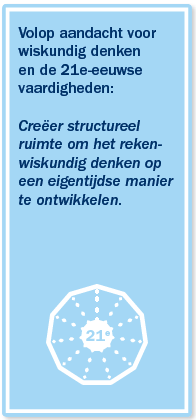 Volop aandacht voor
wiskundig denken
en de 21e-eeuwse
vaardigheden:
Creëer structureel
ruimte om het reken-
wiskundig denken op
een eigentijdse manier
te ontwikkelen.
21e